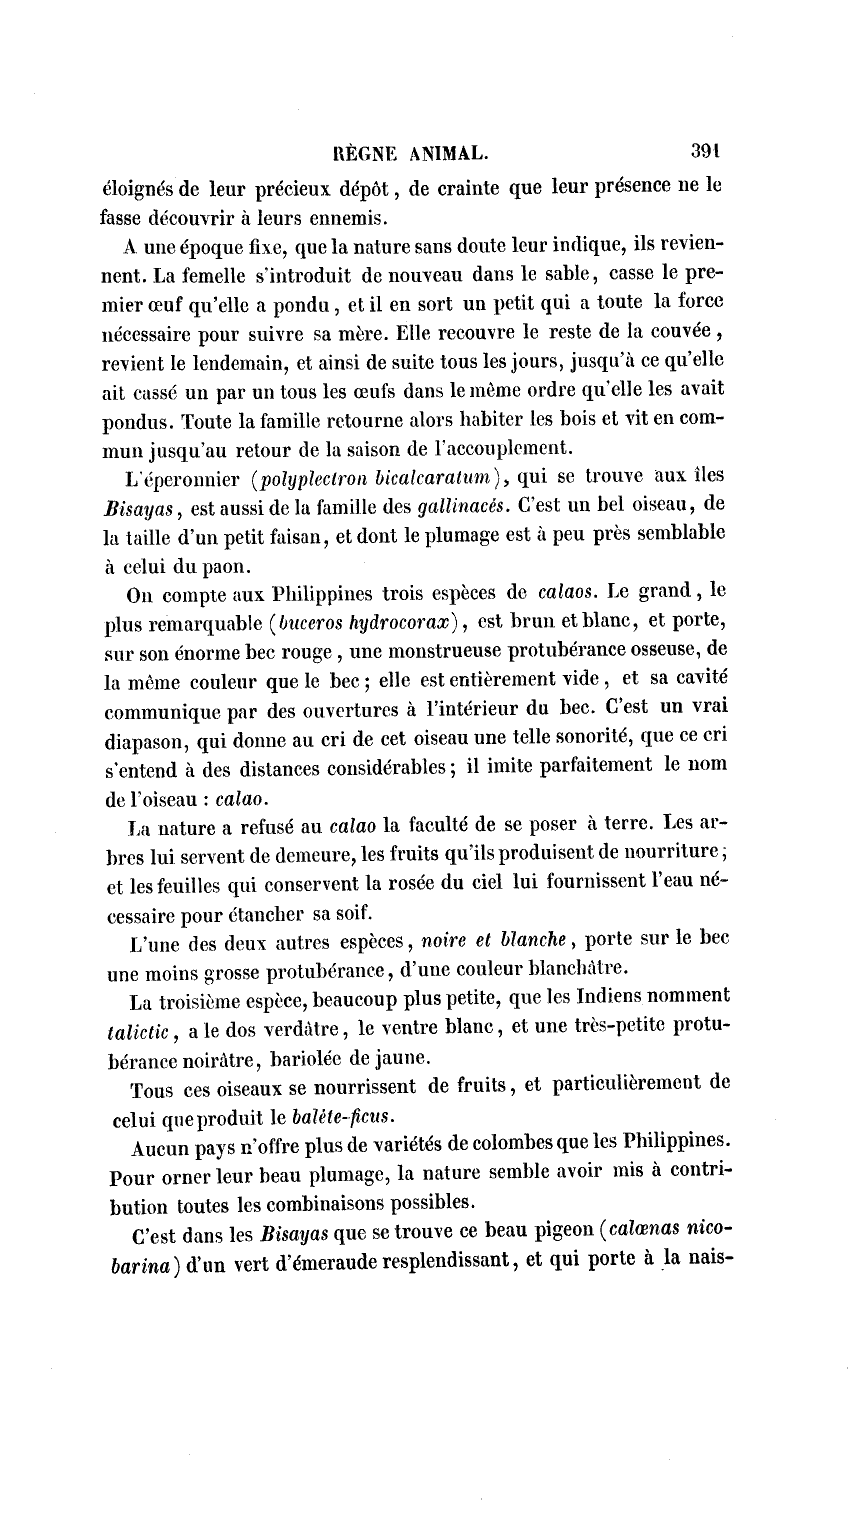 RÈGNE ANIMAL. 391
éloignés de leur précieux dépôt, de crainte que leur présence ne le
fasse découvrir à leurs ennemis.
A une époque fixe, que la nature sans doute leur indique, ils revien-
nent. La femelle s'introduit de nouveau dans le sable, casse le pre-
mier œuf qu'elle a pondu, et il en sort un petit qui a toute la force
nécessaire pour suivre sa mère. Elle recouvre le reste de la couvée,
revient le lendemain, et ainsi de suite tous les jours, jusqu'à ce qu'elle
ait cassé un par un tous les œufs dans le même ordre qu'elle les avait
pondus. Toute la famille retourne alors habiter les bois et vit en com-
mun jusqu'au retour de la saison de l'accouplement.
L'éperonnier (polyplectron bicalcaratum), qui se trouve aux îles
Bisayas, est aussi de la famille des gallinacés. C'est un bel oiseau, de
la taille d'un petit faisan, et dont le plumage est à peu près semblable
à celui du paon.
On compte aux Philippines trois espèces de calaos. Le grand, le
plus remarquable (buceros hydrocorax), est brun et blanc, et porte,
sur son énorme bec rouge, une monstrueuse protubérance osseuse, de
la même couleur que le bec; elle est entièrement vide, et sa cavité
communique par des ouvertures à l'intérieur du bec. C'est un vrai
diapason, qui donne au cri de cet oiseau une telle sonorité, que ce cri
s'entend à des distances considérables; il imite parfaitement le nom
de l'oiseau : calao.
La nature a refusé au calao la faculté de se poser à terre. Les ar-
bres lui servent de demeure, les fruits qu'ils produisent de nourriture;
et les feuilles qui conservent la rosée du ciel lui fournissent l'eau né-
cessaire pour étancher sa soif.
L'une des deux autres espèces, noire et blanche, porte sur le bec
une moins grosse protubérance, d'une couleur blanchâtre.
La troisième espèce, beaucoup plus petite, que les Indiens nomment
talictic, a le dos verdâtre, le ventre blanc, et une très-petite protu-
bérance noirâtre, bariolée de jaune.
Tous ces oiseaux se nourrissent de fruits, et particulièrement de
celui que produit le balète-ficus.
Aucun pays n'offre plus de variétés de colombes que les Philippines.
Pour orner leur beau plumage, la nature semble avoir mis à contri-
bution toutes les combinaisons possibles.
C'est dans les Bisayas que se trouve ce beau pigeon (calœnas nico-
barina) d'un vert d'émeraude resplendissant, et qui porte à la nais-